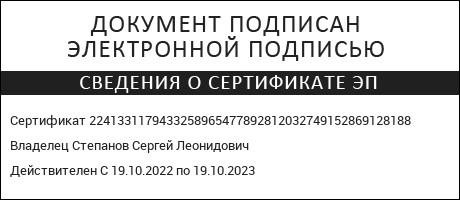 ДОКУМЕНТ ПОДПИСАН
ЭЛЕКТРОННОЙ ПОДПИСЬЮ
СВЕДЕНИЯ О СЕРТИФИКАТЕ ЭП
Сертификат 224133117943325896547789281203274915286912818​8
Владелец Степанов Сергей Леонидович
Действителен С 19.10.2022 по 19.10.2023